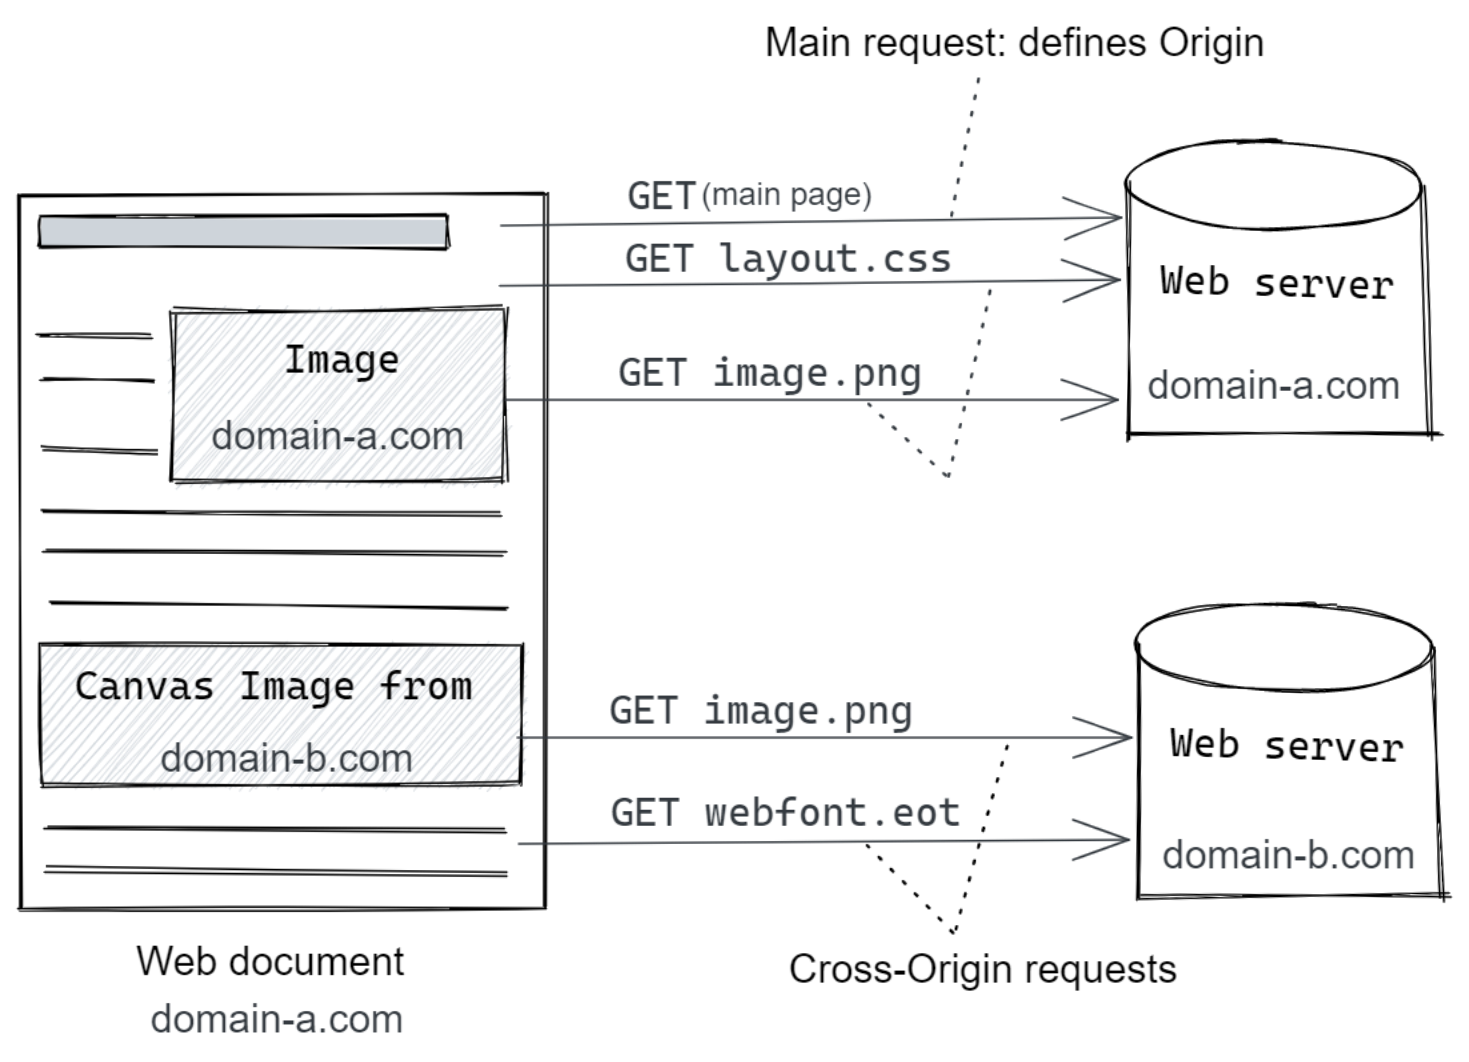 Main request: defines Origin
GET (main page)
GET layout.css
Web server
Image
GET image.png
domain-a.com
domain-a.com
Canvas Image from
domain-b.com
GET image.png
Web server
GET webfont.eot
domain-b.com
Web document
domain-a.com
Cross-Origin requests